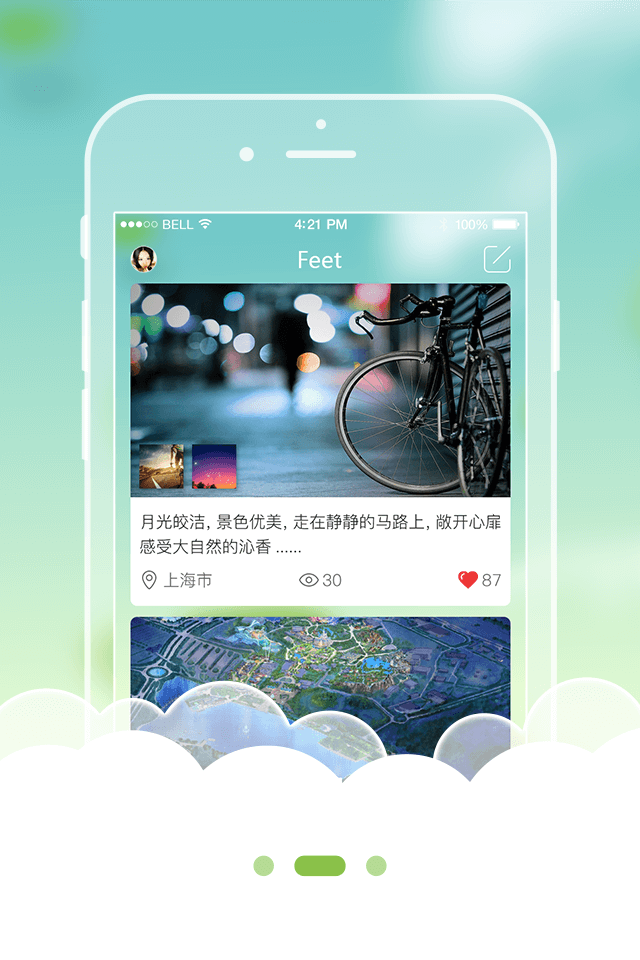 BELL 4:21 PM 100%
Feet
月光皎洁, 景色优美, 走在静静的马路上, 敞开心扉
感受大自然的沁香 ......
上海市 30 87